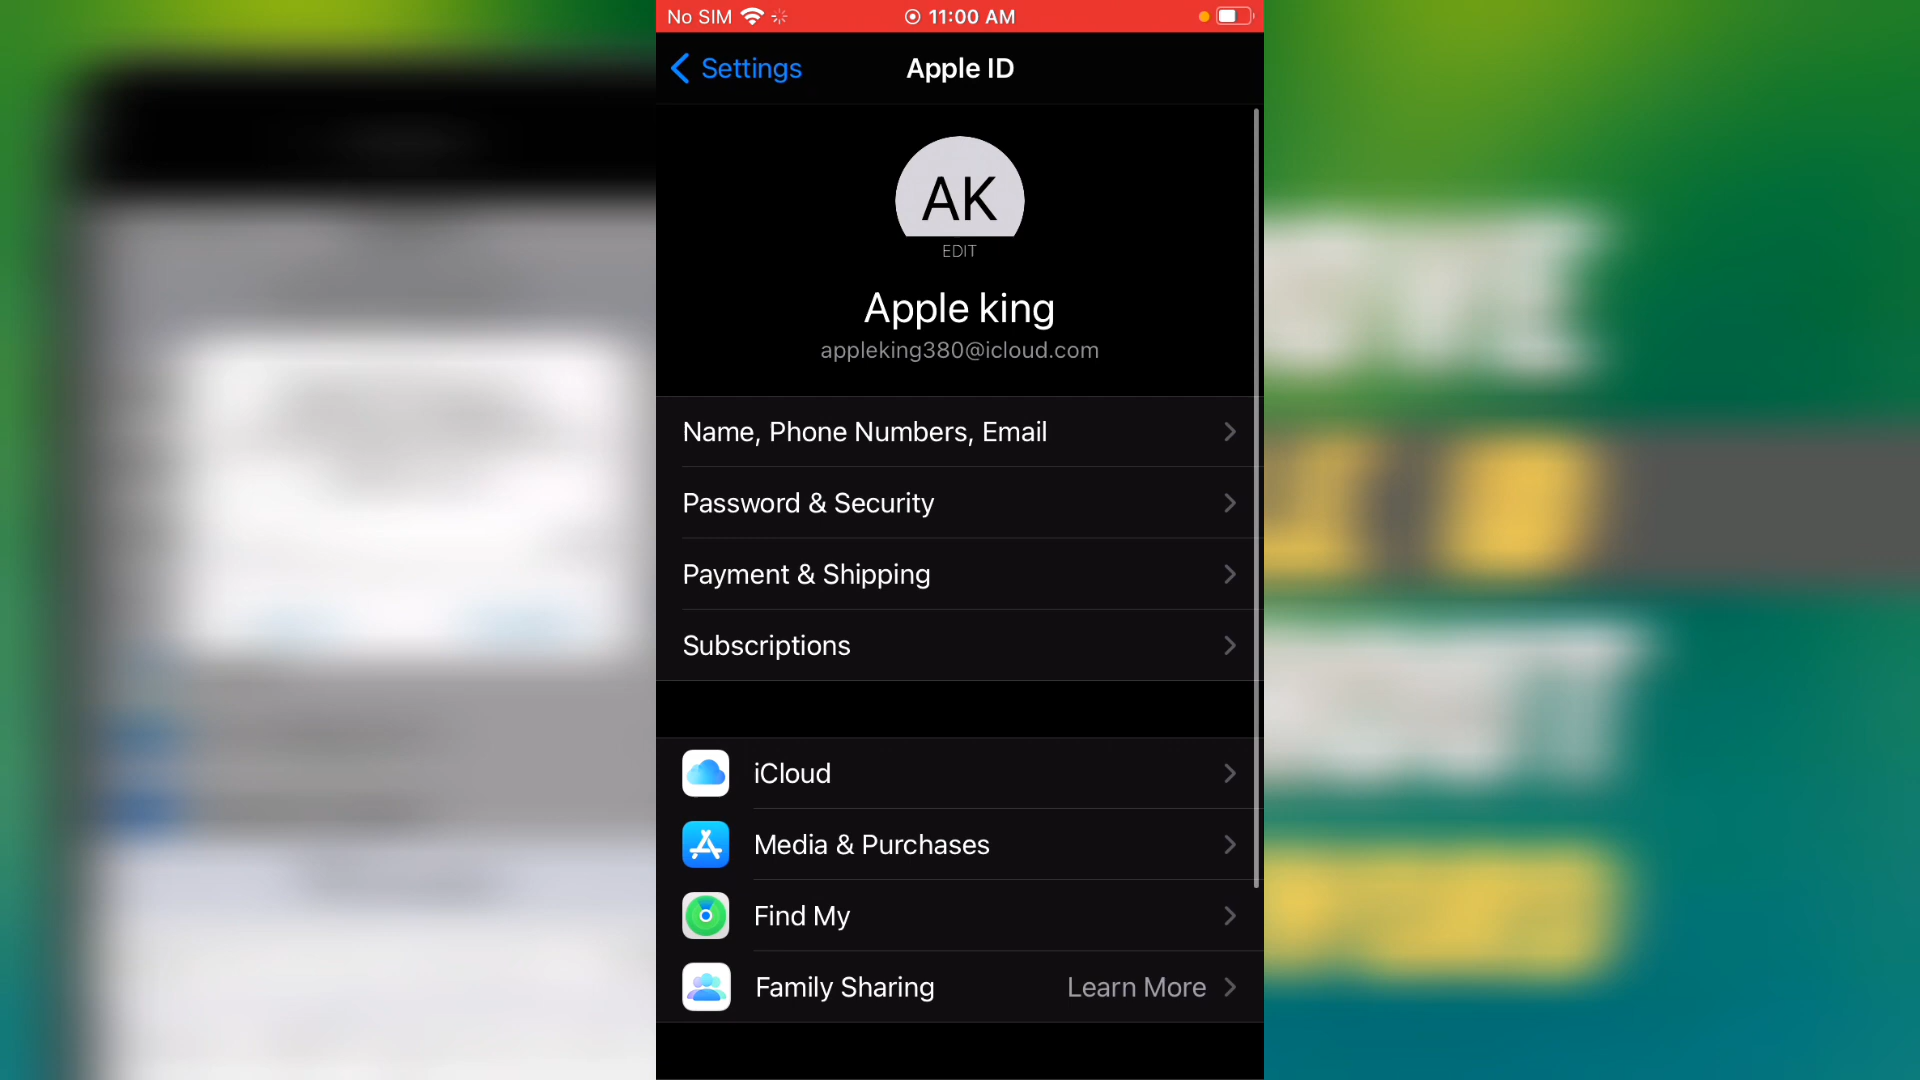 No SIM 11:00 AM
Settings Apple ID
AK
EDIT
Apple king
appleking380@icloud.com
Name, Phone Numbers, Email
Password & Security
Payment & Shipping
Subscriptions
iCloud
Media & Purchases
Find My
Family Sharing Learn More